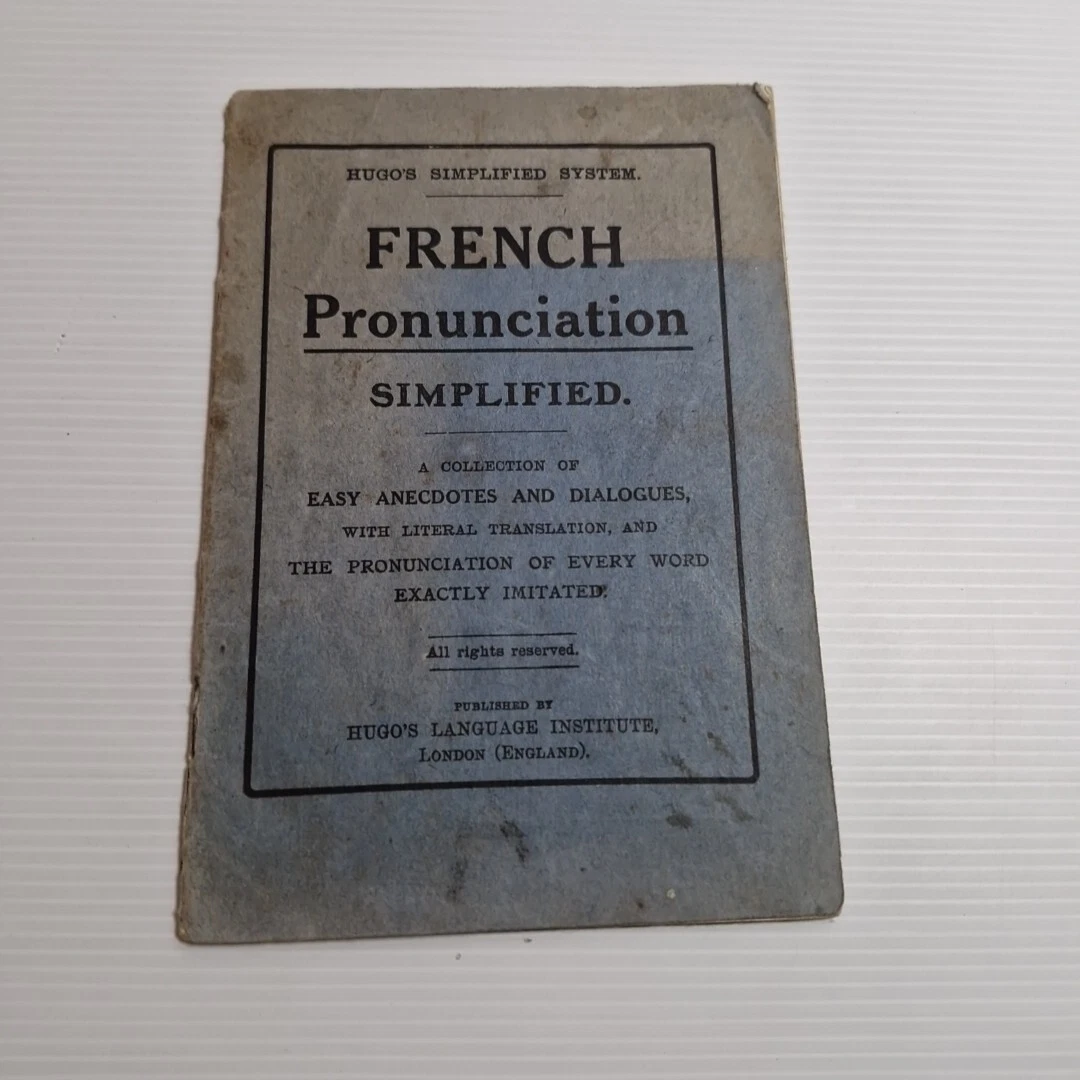 HUGO'S SIMPLIFIED SYSTEM.
FRENCH
Pronunciation
SIMPLIFIED.
A COLLECTION OF
EASY ANECDOTES AND DIALOGUES,
WITH LITERAL TRANSLATION, AND
THE PRONUNCIATION OF EVERY WORD
EXACTLY IMITATED.
All rights reserved.
PUBLISHED BY
HUGO'S LANGUAGE INSTITUTE,
LONDON (ENGLAND).